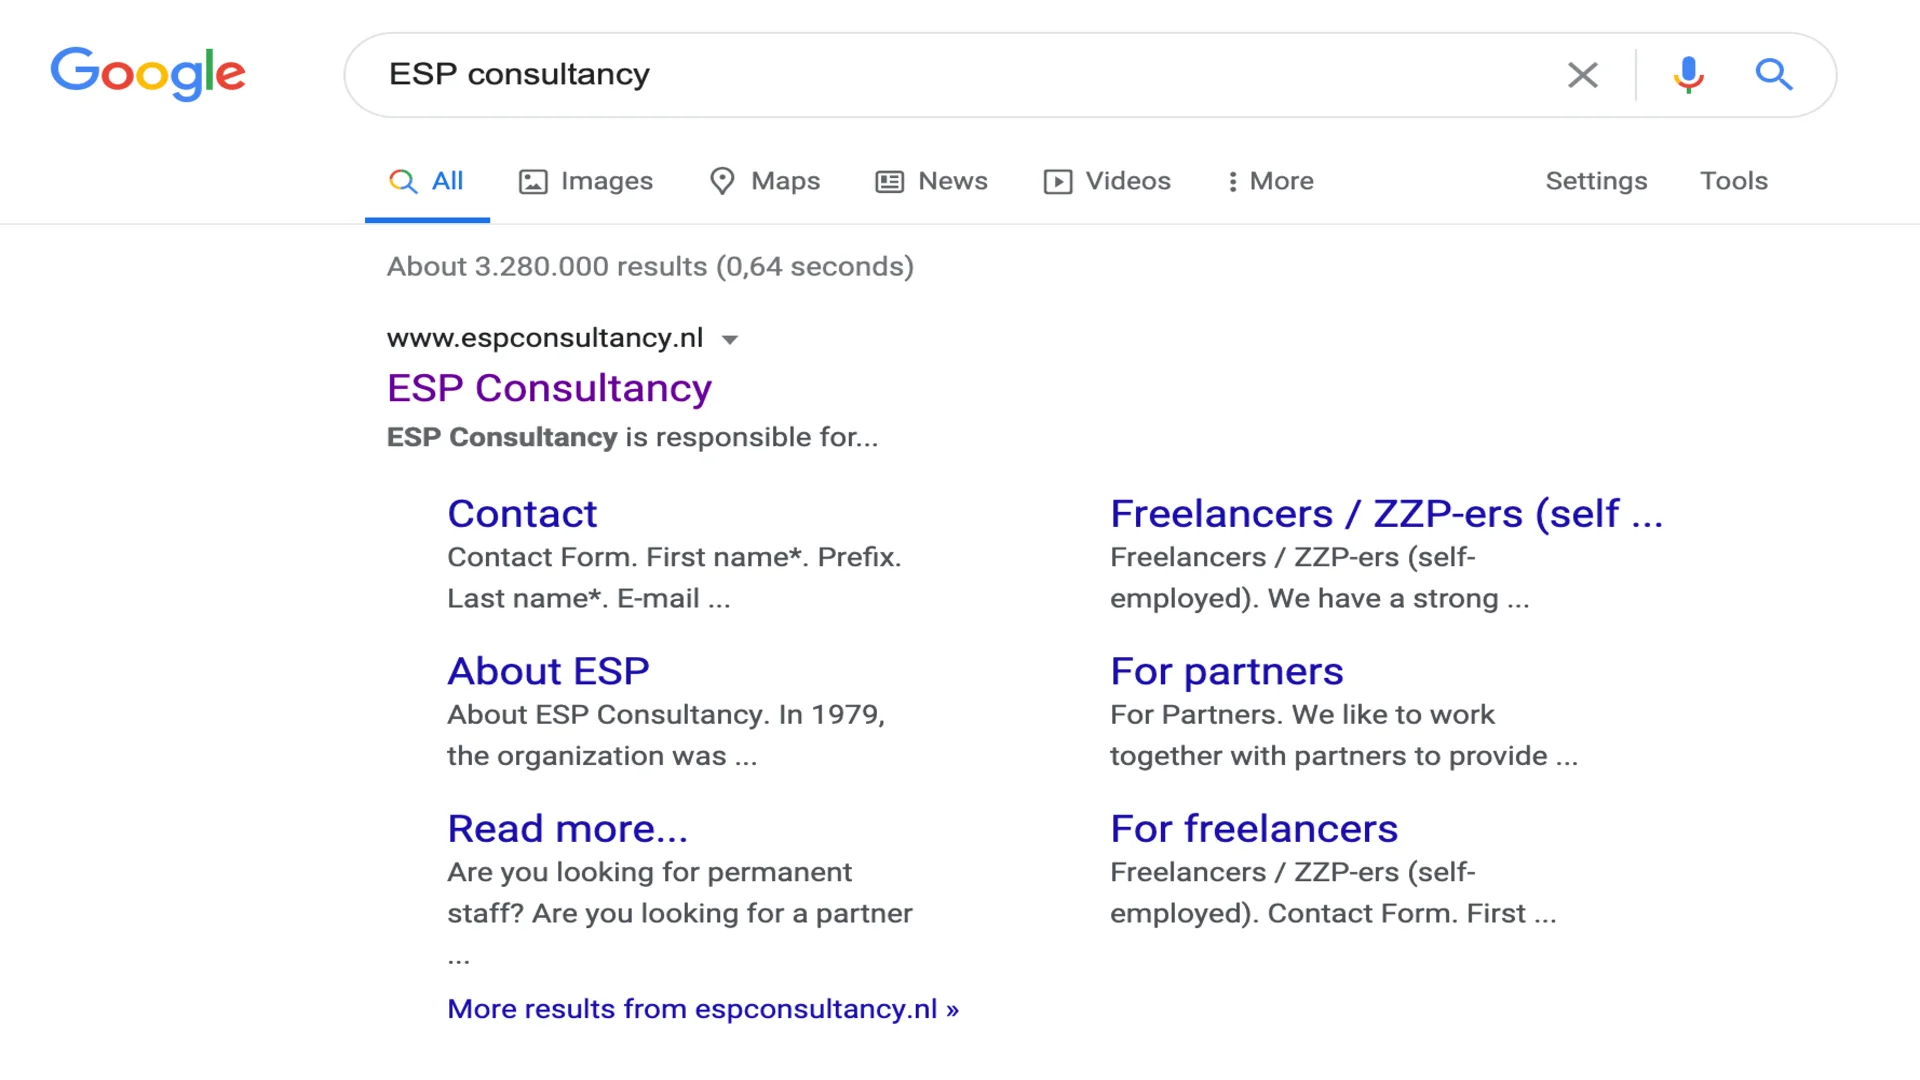 Google
ESP consultancy
All Images Maps News Videos More Settings Tools
About 3.280.000 results (0,64 seconds)
www.espconsultancy.nl
ESP Consultancy
ESP Consultancy is responsible for...
Contact
Contact Form. First name*. Prefix.
Last name*. E-mail ...
Freelancers / ZZP-ers (self ...
Freelancers / ZZP-ers (self-
employed). We have a strong ...
About ESP
About ESP Consultancy. In 1979,
the organization was ...
For partners
For Partners. We like to work
together with partners to provide ...
Read more...
Are you looking for permanent
staff? Are you looking for a partner
...
For freelancers
Freelancers / ZZP-ers (self-
employed). Contact Form. First ...
More results from espconsultancy.nl »